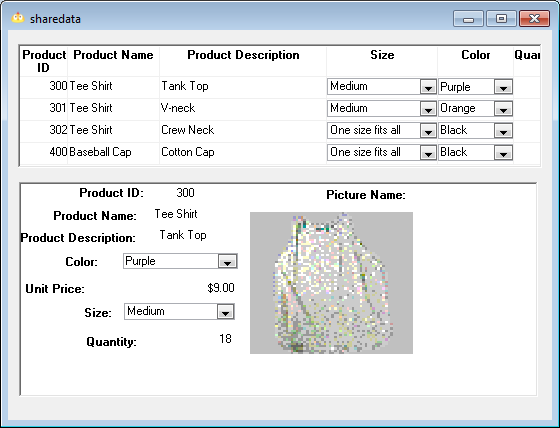 sharedata
Product ID Product Name Product Description Size Color Quan
300 Tee Shirt Tank Top Medium Purple
301 Tee Shirt V-neck Medium Orange
302 Tee Shirt Crew Neck One size fits all Black
400 Baseball Cap Cotton Cap One size fits all Black
Product ID: 300 Picture Name:
Product Name: Tee Shirt
Product Description: Tank Top
Color: Purple
Unit Price: $9.00
Size: Medium
Quantity: 18